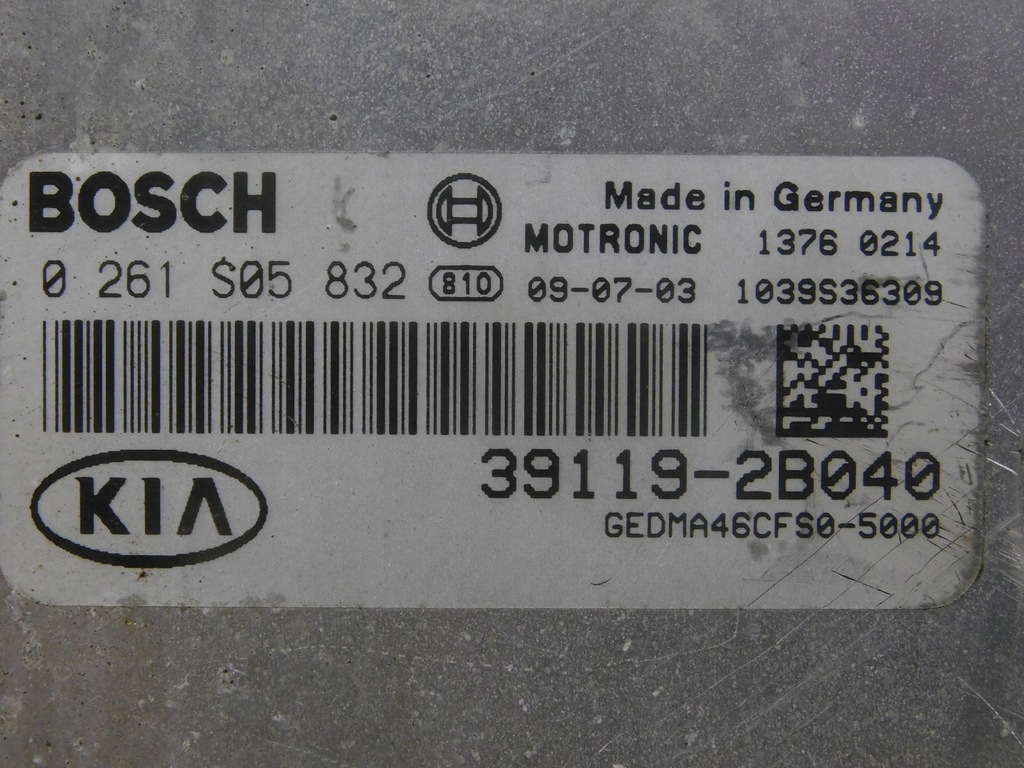 BOSCH Made in Germany
MOTRONIC 1376 0214
0 261 S05 832 810 09-07-03 1039S36309
KIA
39119-2B040
GEDMA46CFS0-5000